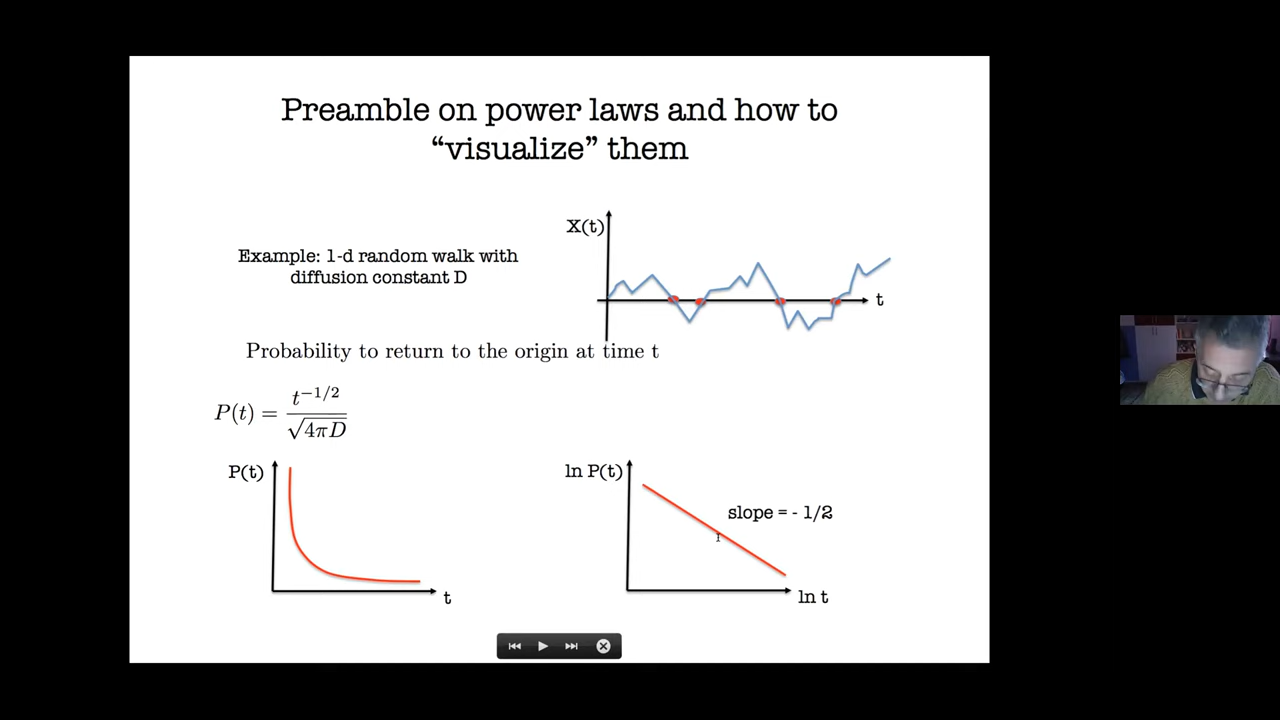 Preamble on power laws and how to
“visualize” them
X(t)
Example: 1-d random walk with
diffusion constant D
t
Probability to return to the origin at time t
P(t) = t^{-1/2} / √(4πD)
P(t)
t
ln P(t)
slope = - 1/2
ln t